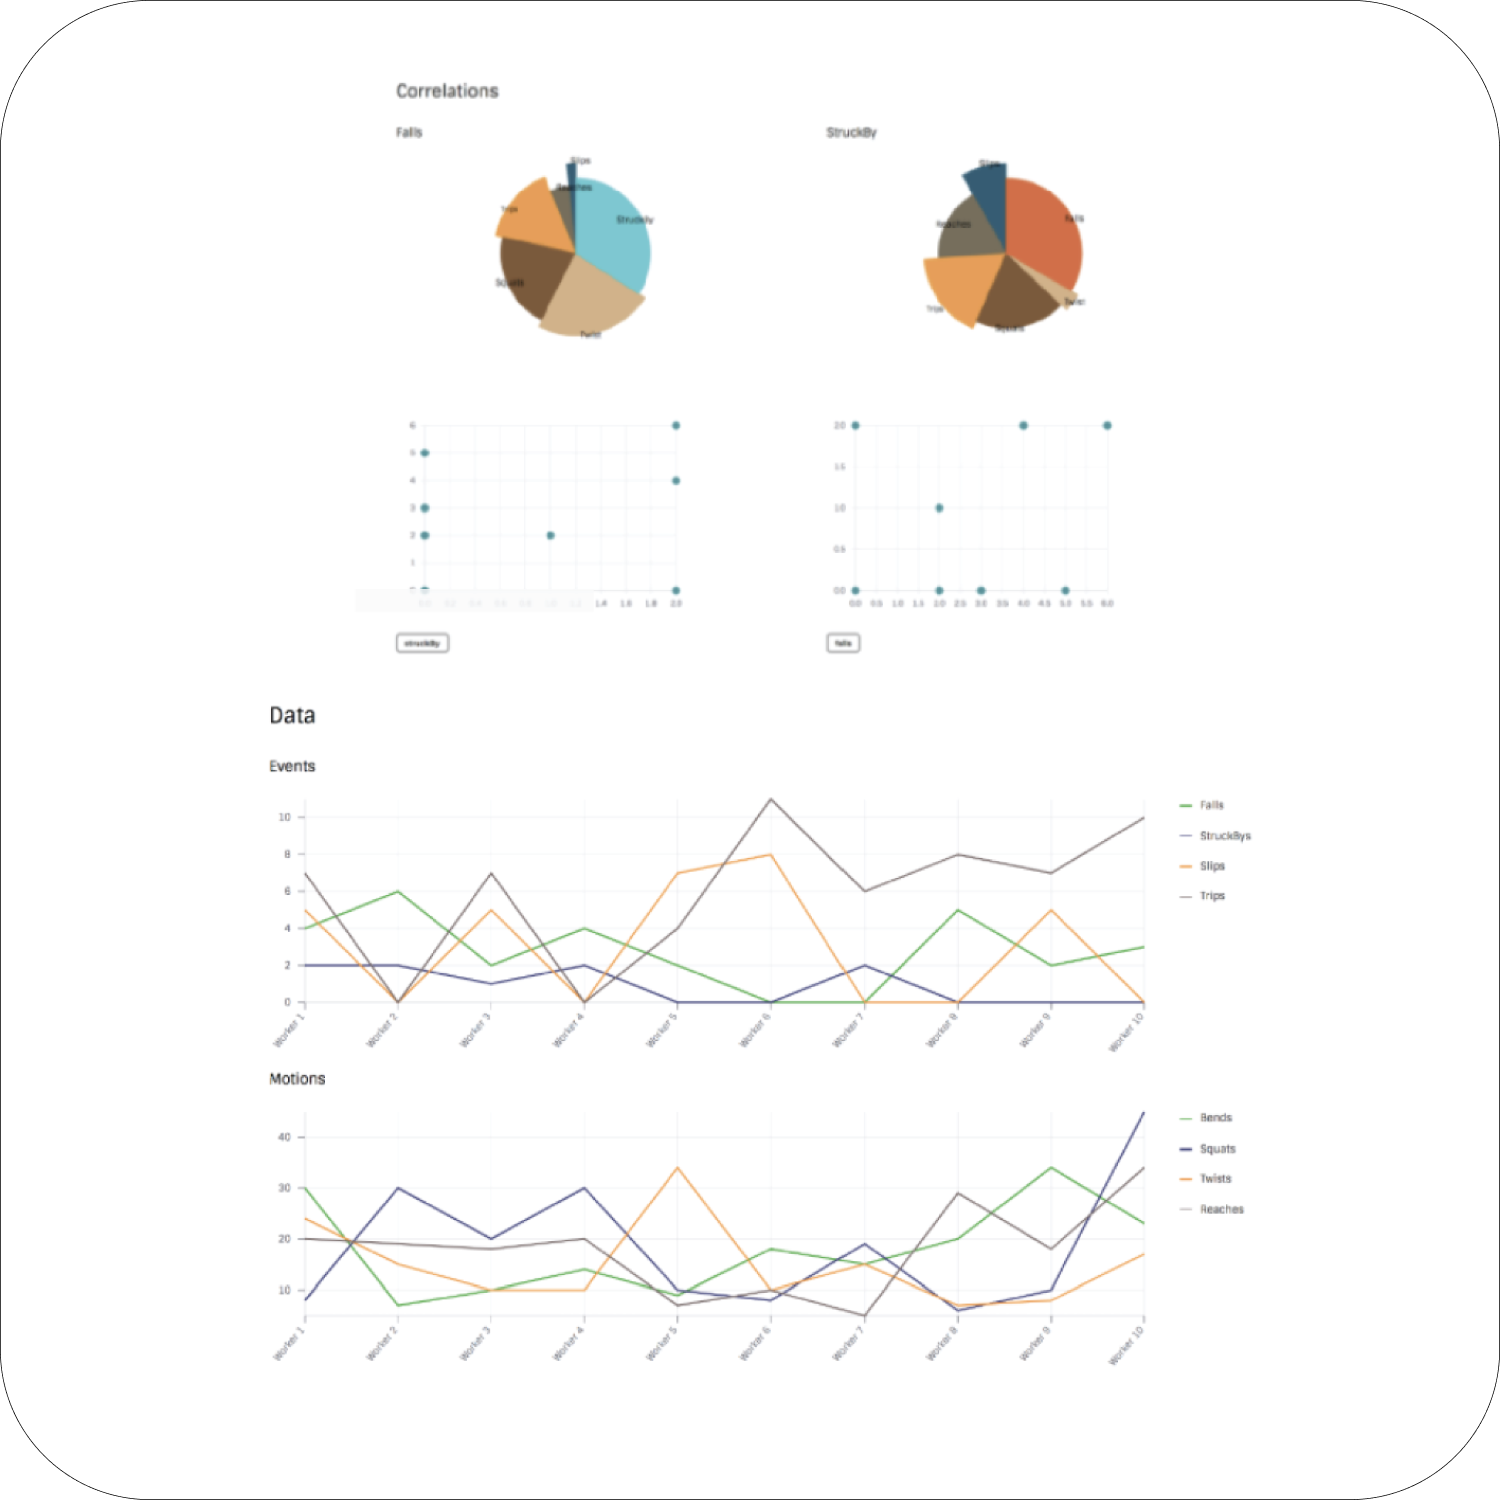 Correlations
Falls
StruckBy
Slips
Reaches
Trips
StruckBy
Squats
Twist
Slips
Falls
Reaches
Twist
Trips
Squats
6
5
4
3
2
1
1.4 1.6 1.8 2.0
2.0
1.5
1.0
0.5
0.0
0.0 0.5 1.0 1.5 2.0 2.5 3.0 3.5 4.0 4.5 5.0 5.5 6.0
struckBy
falls
Data
Events
10
8
6
4
2
0
Worker 1 Worker 2 Worker 3 Worker 4 Worker 5 Worker 6 Worker 7 Worker 8 Worker 9 Worker 10
Falls
StruckBys
Slips
Trips
Motions
40
30
20
10
Worker 1 Worker 2 Worker 3 Worker 4 Worker 5 Worker 6 Worker 7 Worker 8 Worker 9 Worker 10
Bends
Squats
Twists
Reaches